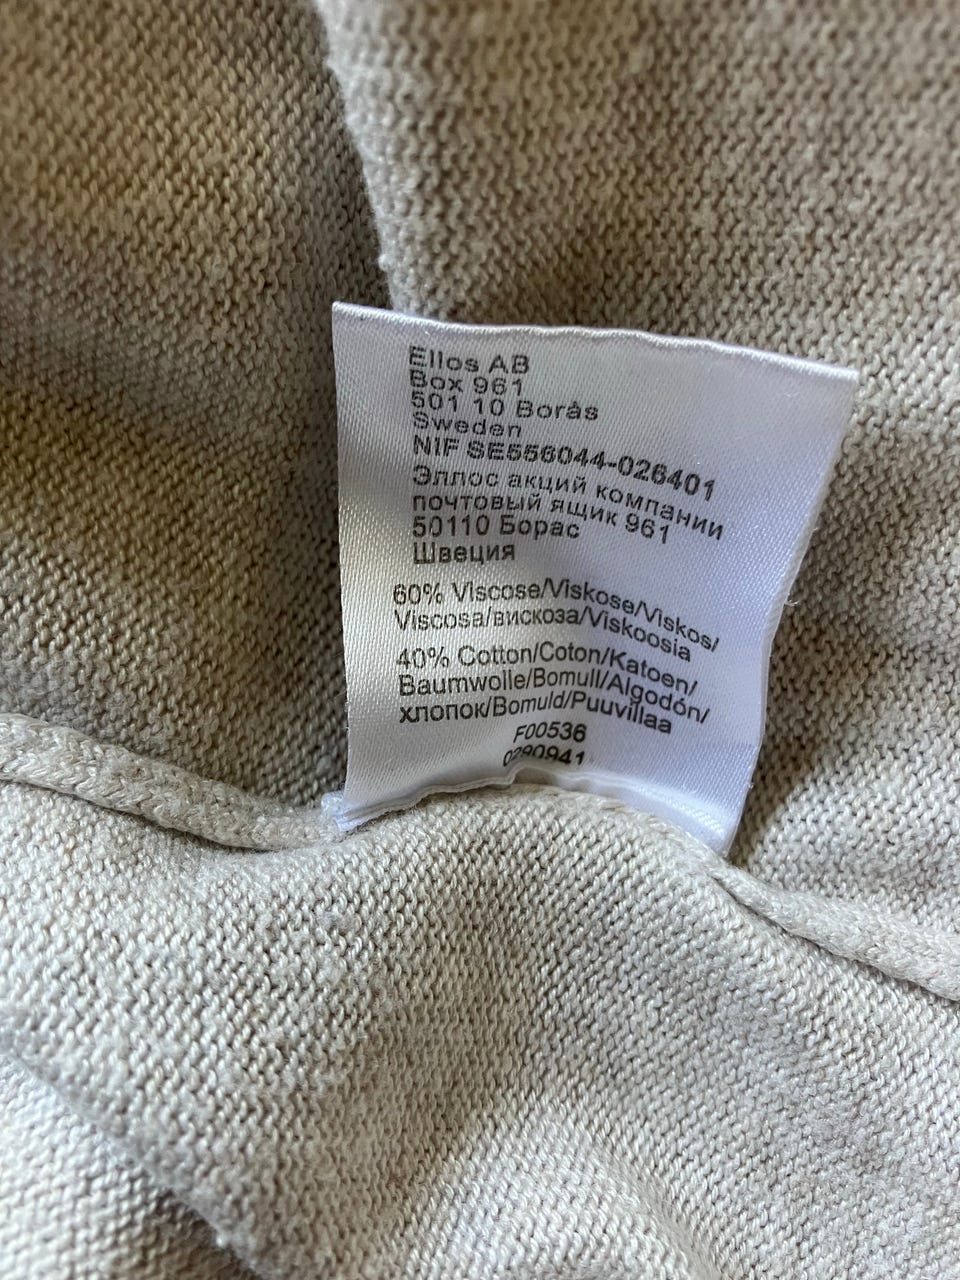 Ellos AB
Box 961
501 10 Borås
Sweden
NIF SE556044-026401
Эллос акций компании
почтовый ящик 961
50110 Борас
Швеция
60% Viscose/Viskose/Viskos/
Viscosa/вискоза/Viskoosia
40% Cotton/Coton/Katoen/
Baumwolle/Bomull/Algodón/
хлопок/Bomuld/Puuvillaa
F00536
0290941